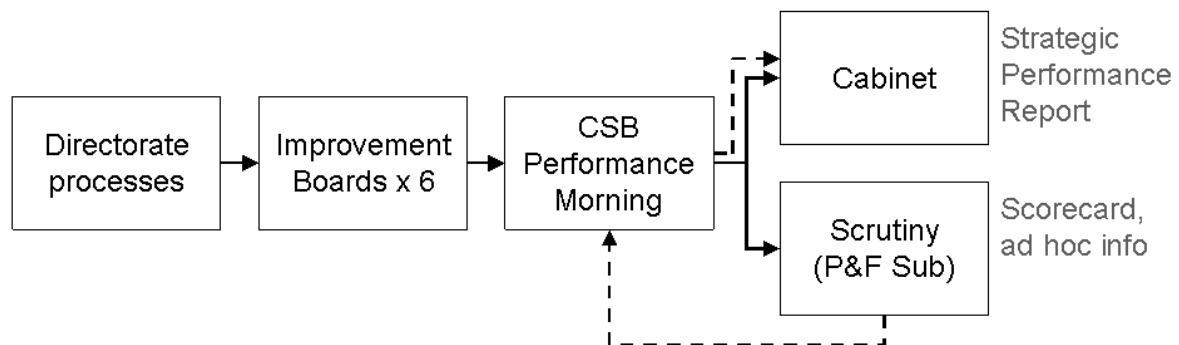 Directorate
processes
Improvement
Boards x 6
CSB
Performance
Morning
Cabinet
Strategic
Performance
Report
Scrutiny
(P&F Sub)
Scorecard,
ad hoc info